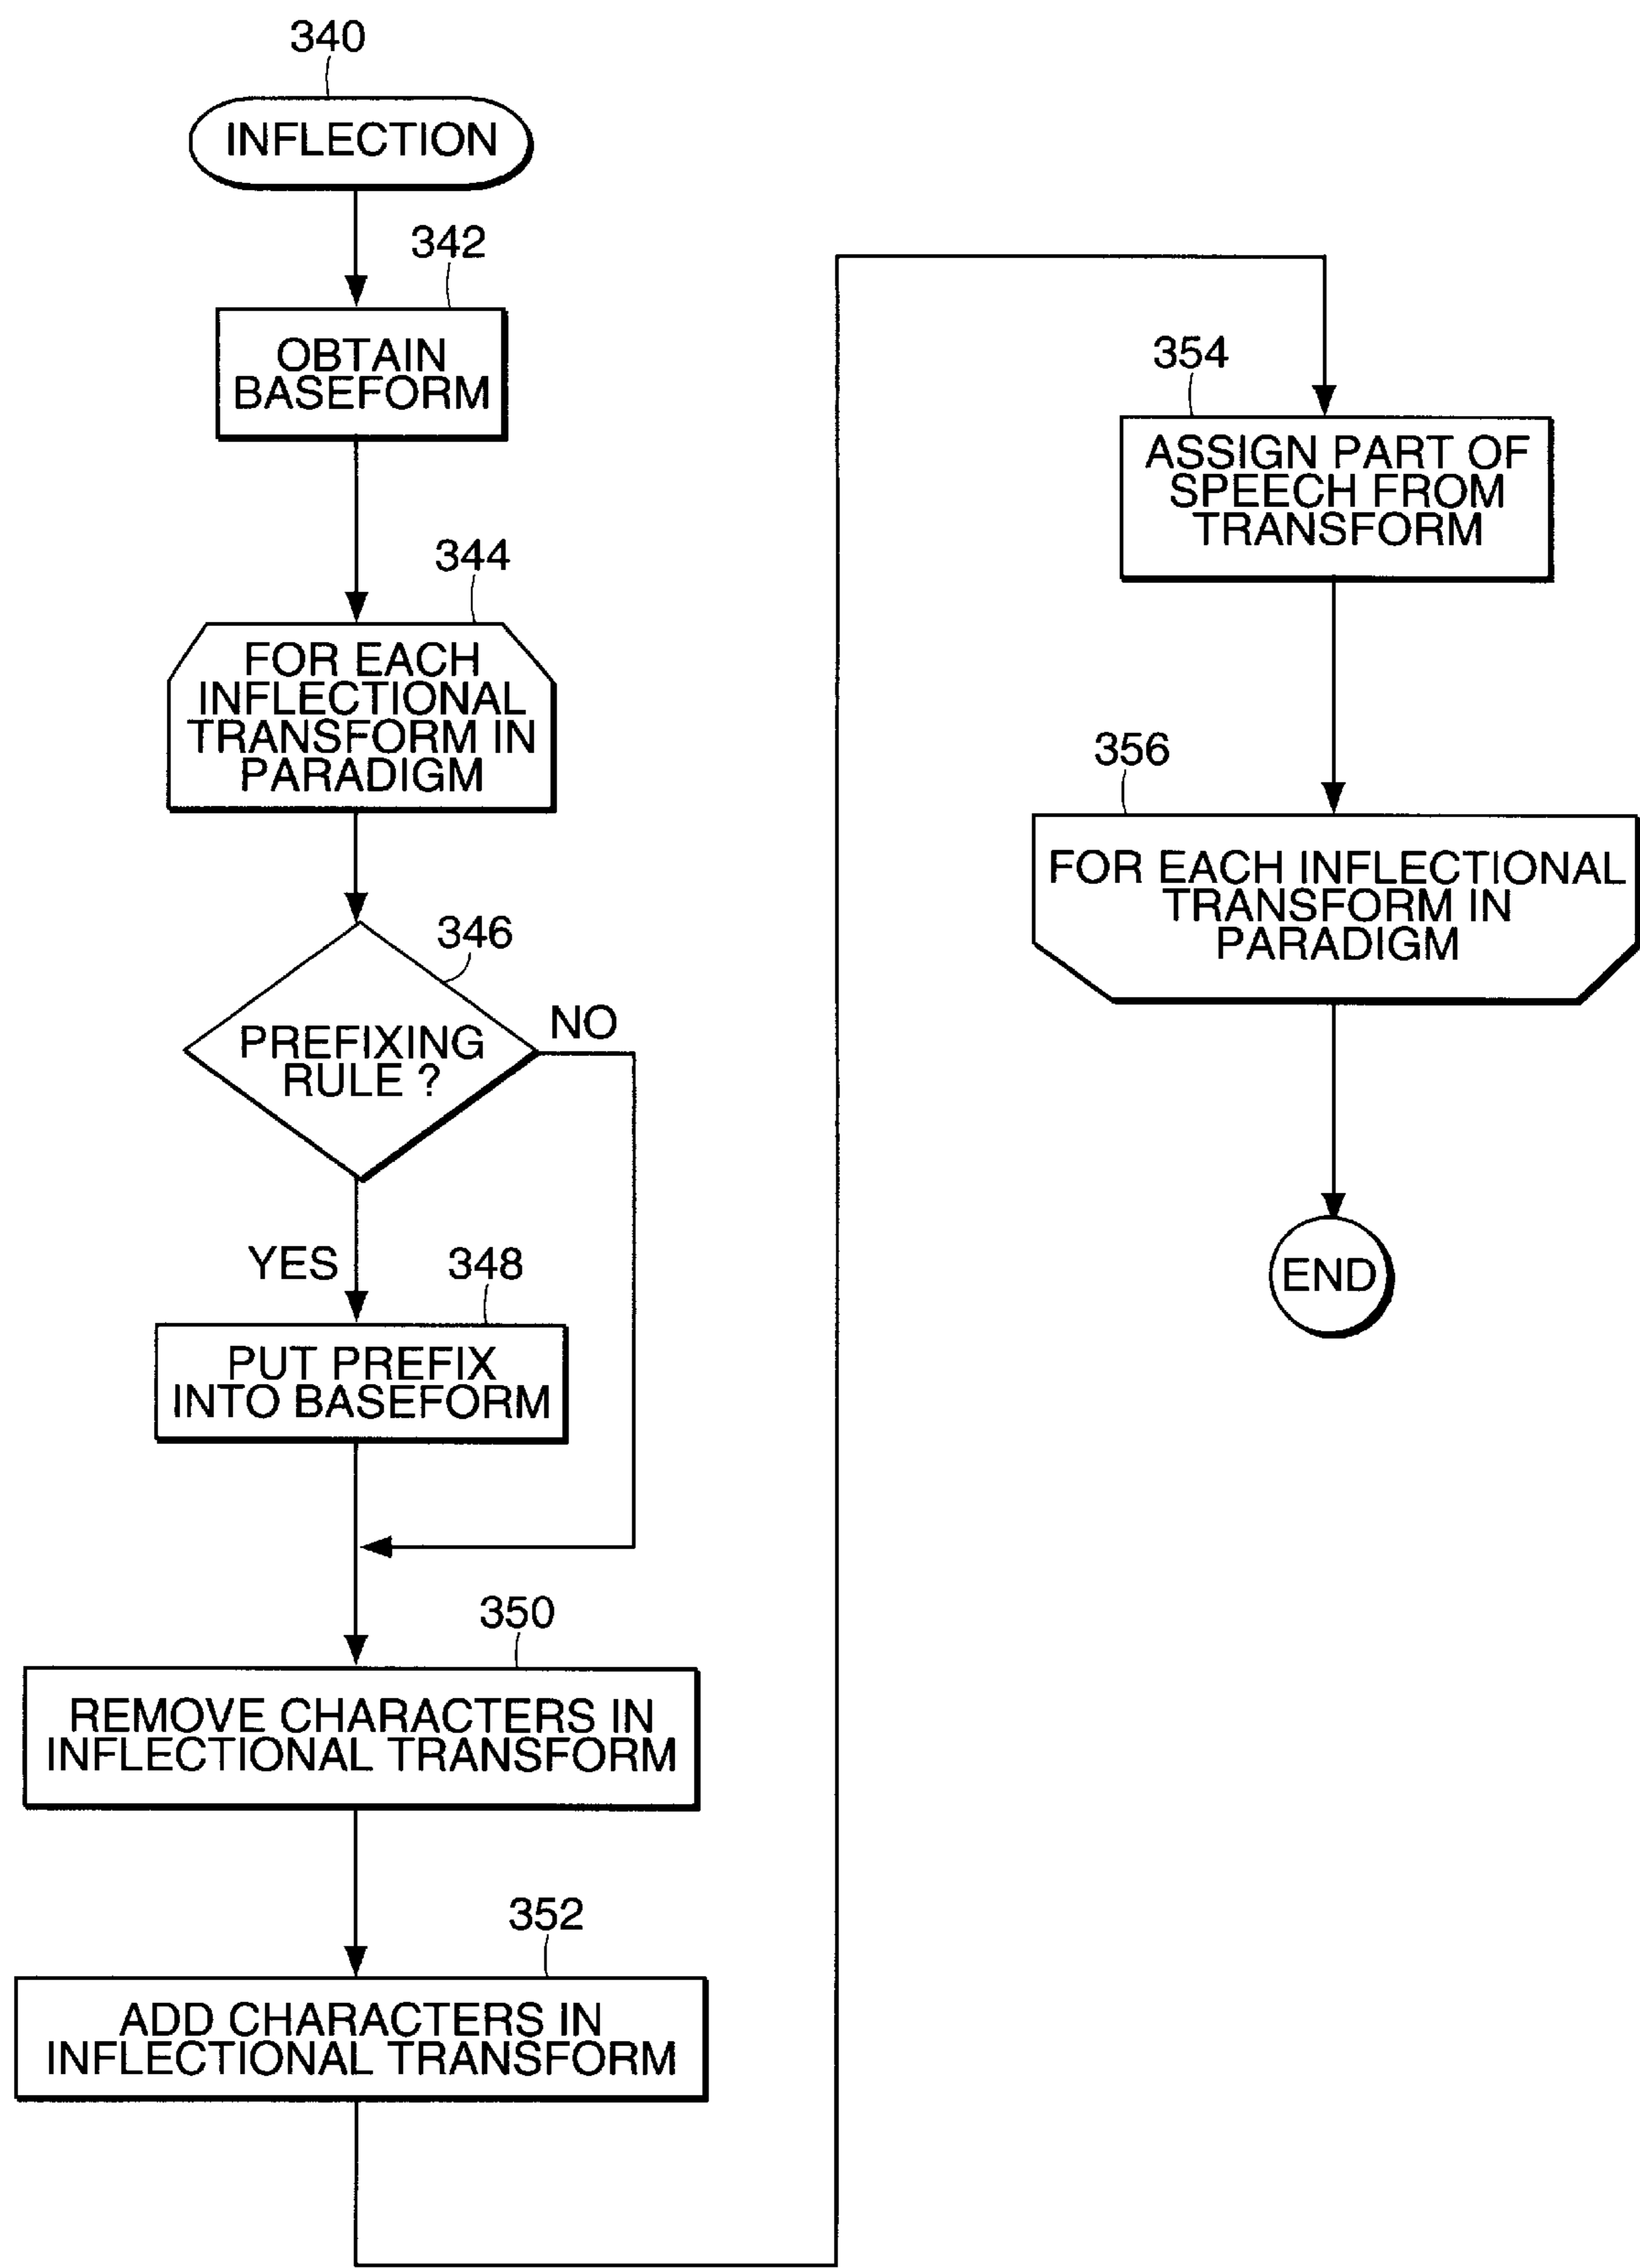 340
INFLECTION
342
OBTAIN
BASEFORM
344
FOR EACH
INFLECTIONAL
TRANSFORM IN
PARADIGM
346
PREFIXING
RULE ?
NO
YES
348
PUT PREFIX
INTO BASEFORM
350
REMOVE CHARACTERS IN
INFLECTIONAL TRANSFORM
352
ADD CHARACTERS IN
INFLECTIONAL TRANSFORM
354
ASSIGN PART OF
SPEECH FROM
TRANSFORM
356
FOR EACH INFLECTIONAL
TRANSFORM IN
PARADIGM
END